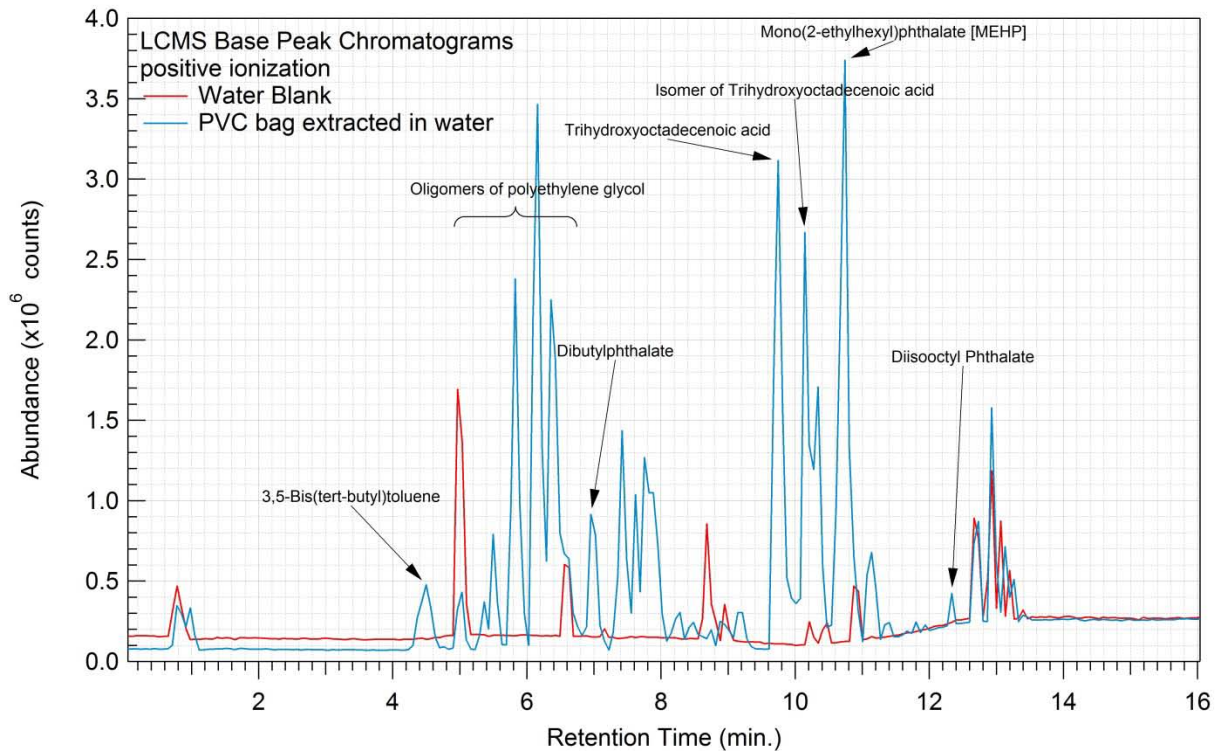 4.0
3.5
3.0
2.5
2.0
1.5
1.0
0.5
0.0
Abundance (x10⁶ counts)
LCMS Base Peak Chromatograms
positive ionization
Water Blank
PVC bag extracted in water
Mono(2-ethylhexyl)phthalate [MEHP]
Isomer of Trihydroxyoctadecenoic acid
Trihydroxyoctadecenoic acid
Oligomers of polyethylene glycol
Dibutylphthalate
Diisooctyl Phthalate
3,5-Bis(tert-butyl)toluene
2 4 6 8 10 12 14 16
Retention Time (min.)